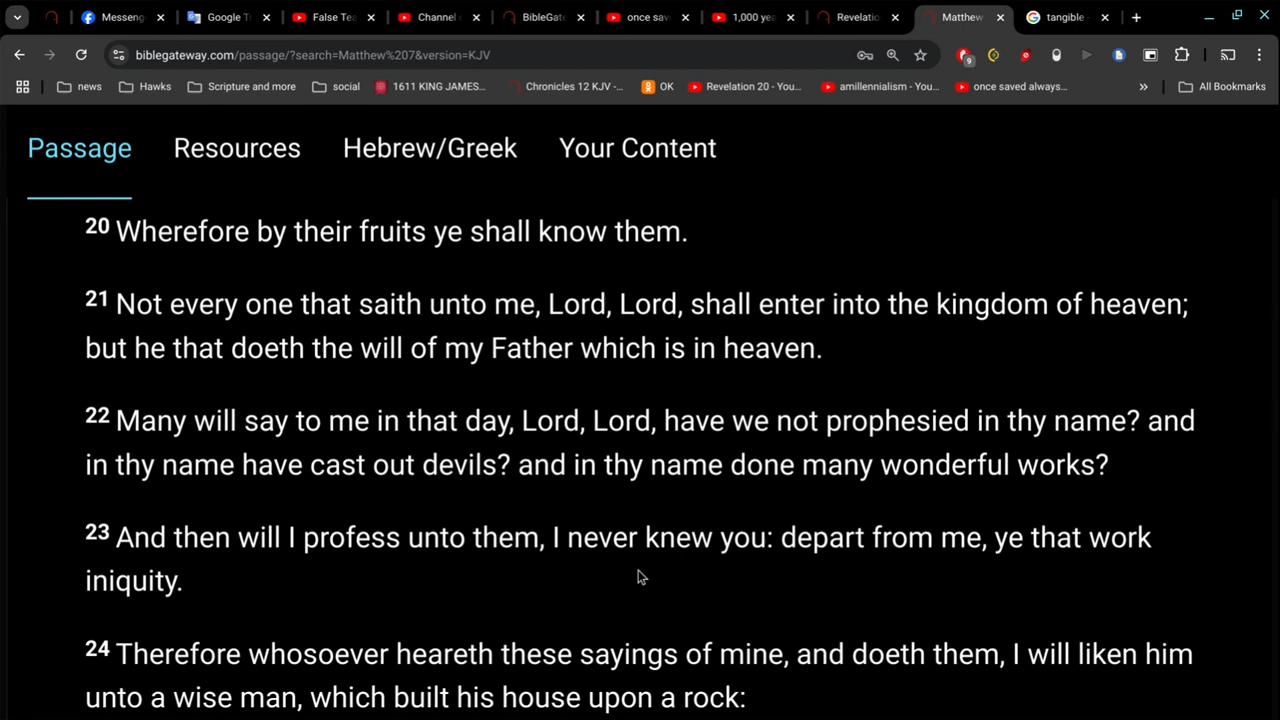 Messeng
Google T
False Tea
Channel
BibleGat
once sav
1,000 yea
Revelatio
Matthew
tangible
biblegateway.com/passage/?search=Matthew%207&version=KJV
9
news
Hawks
Scripture and more
social
1611 KING JAMES...
Chronicles 12 KJV -...
OK
Revelation 20 - You...
amillennialism - You...
once saved always...
All Bookmarks
Passage Resources Hebrew/Greek Your Content
20 Wherefore by their fruits ye shall know them.
21 Not every one that saith unto me, Lord, Lord, shall enter into the kingdom of heaven;
but he that doeth the will of my Father which is in heaven.
22 Many will say to me in that day, Lord, Lord, have we not prophesied in thy name? and
in thy name have cast out devils? and in thy name done many wonderful works?
23 And then will I profess unto them, I never knew you: depart from me, ye that work
iniquity.
24 Therefore whosoever heareth these sayings of mine, and doeth them, I will liken him
unto a wise man, which built his house upon a rock: